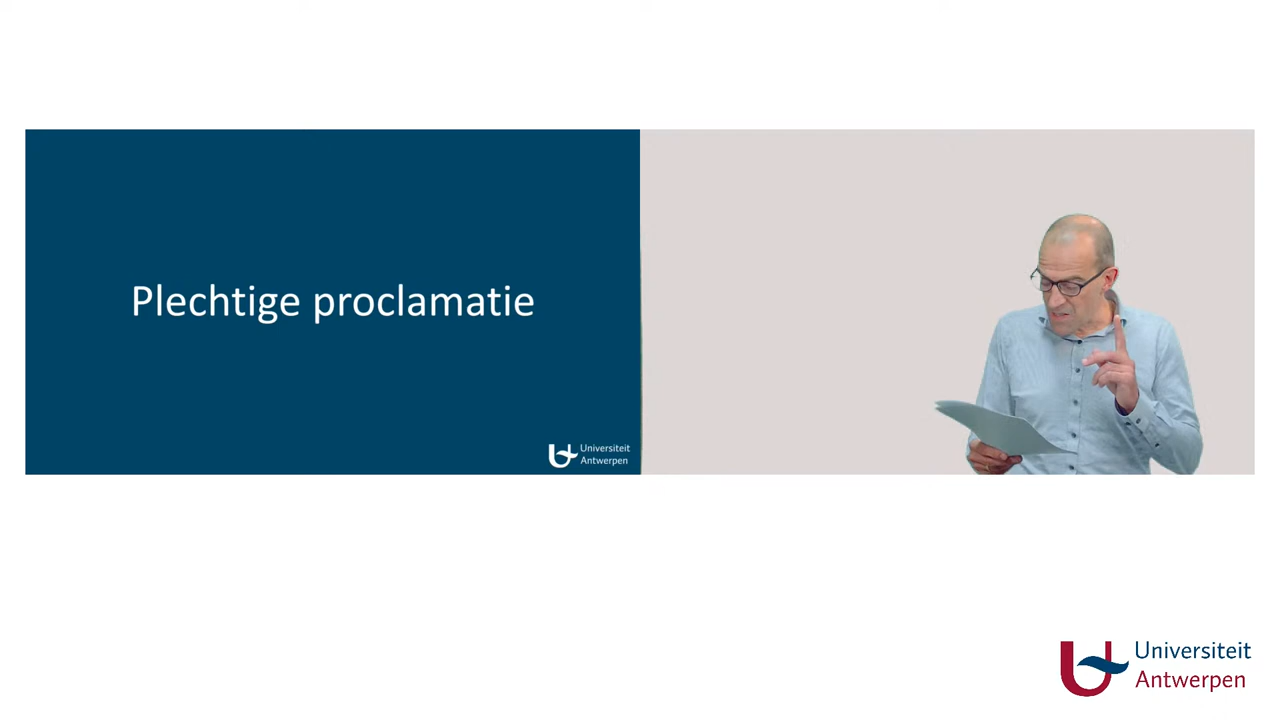 Plechtige proclamatie
Universiteit
Antwerpen
Universiteit
Antwerpen